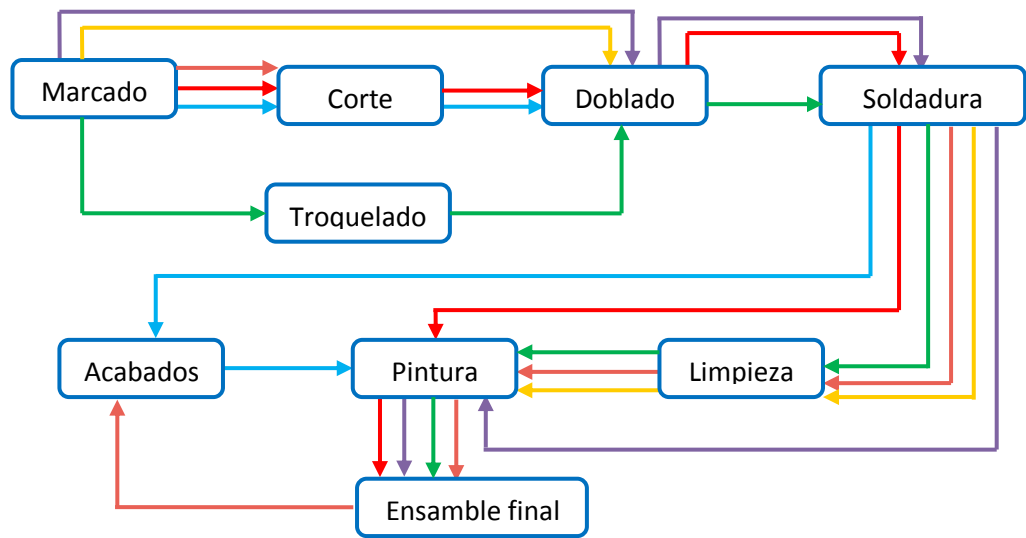 Marcado
Corte
Doblado
Soldadura
Troquelado
Acabados
Pintura
Limpieza
Ensamble final